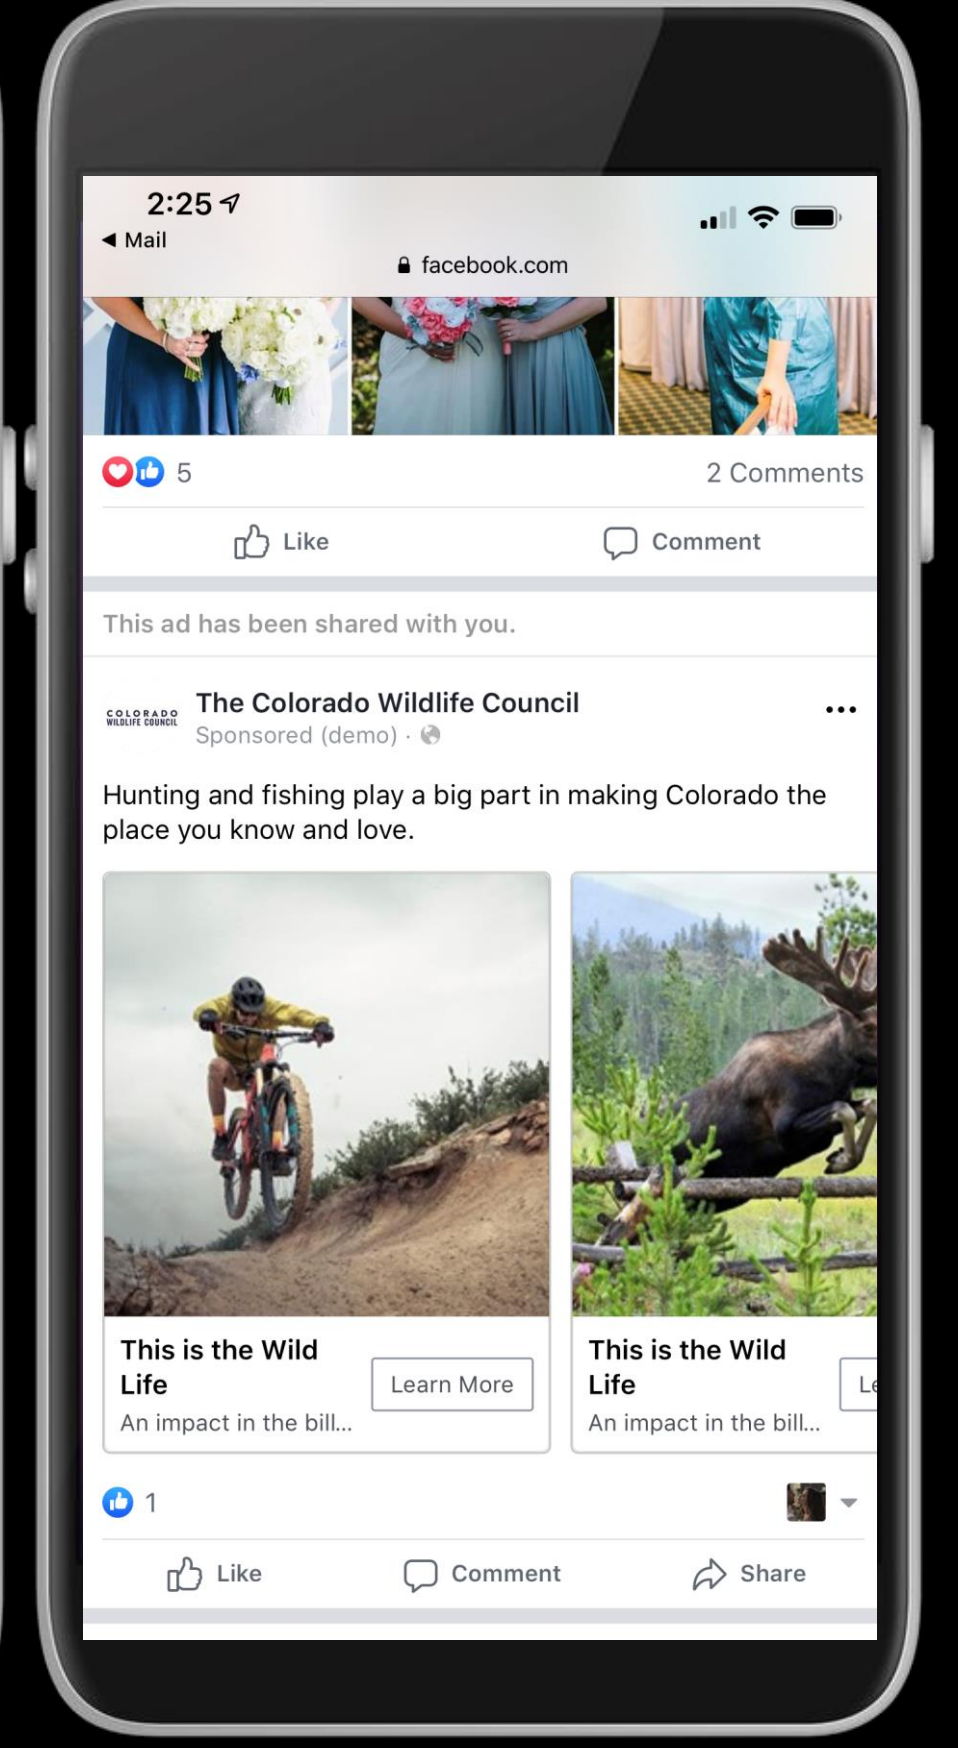 2:25
◀ Mail
facebook.com
5
2 Comments
Like
Comment
This ad has been shared with you.
COLORADO
WILDLIFE COUNCIL
The Colorado Wildlife Council
Sponsored (demo) ·
Hunting and fishing play a big part in making Colorado the
place you know and love.
This is the Wild
Life
Learn More
An impact in the bill...
This is the Wild
Life
Le
An impact in the bill...
1
Like
Comment
Share